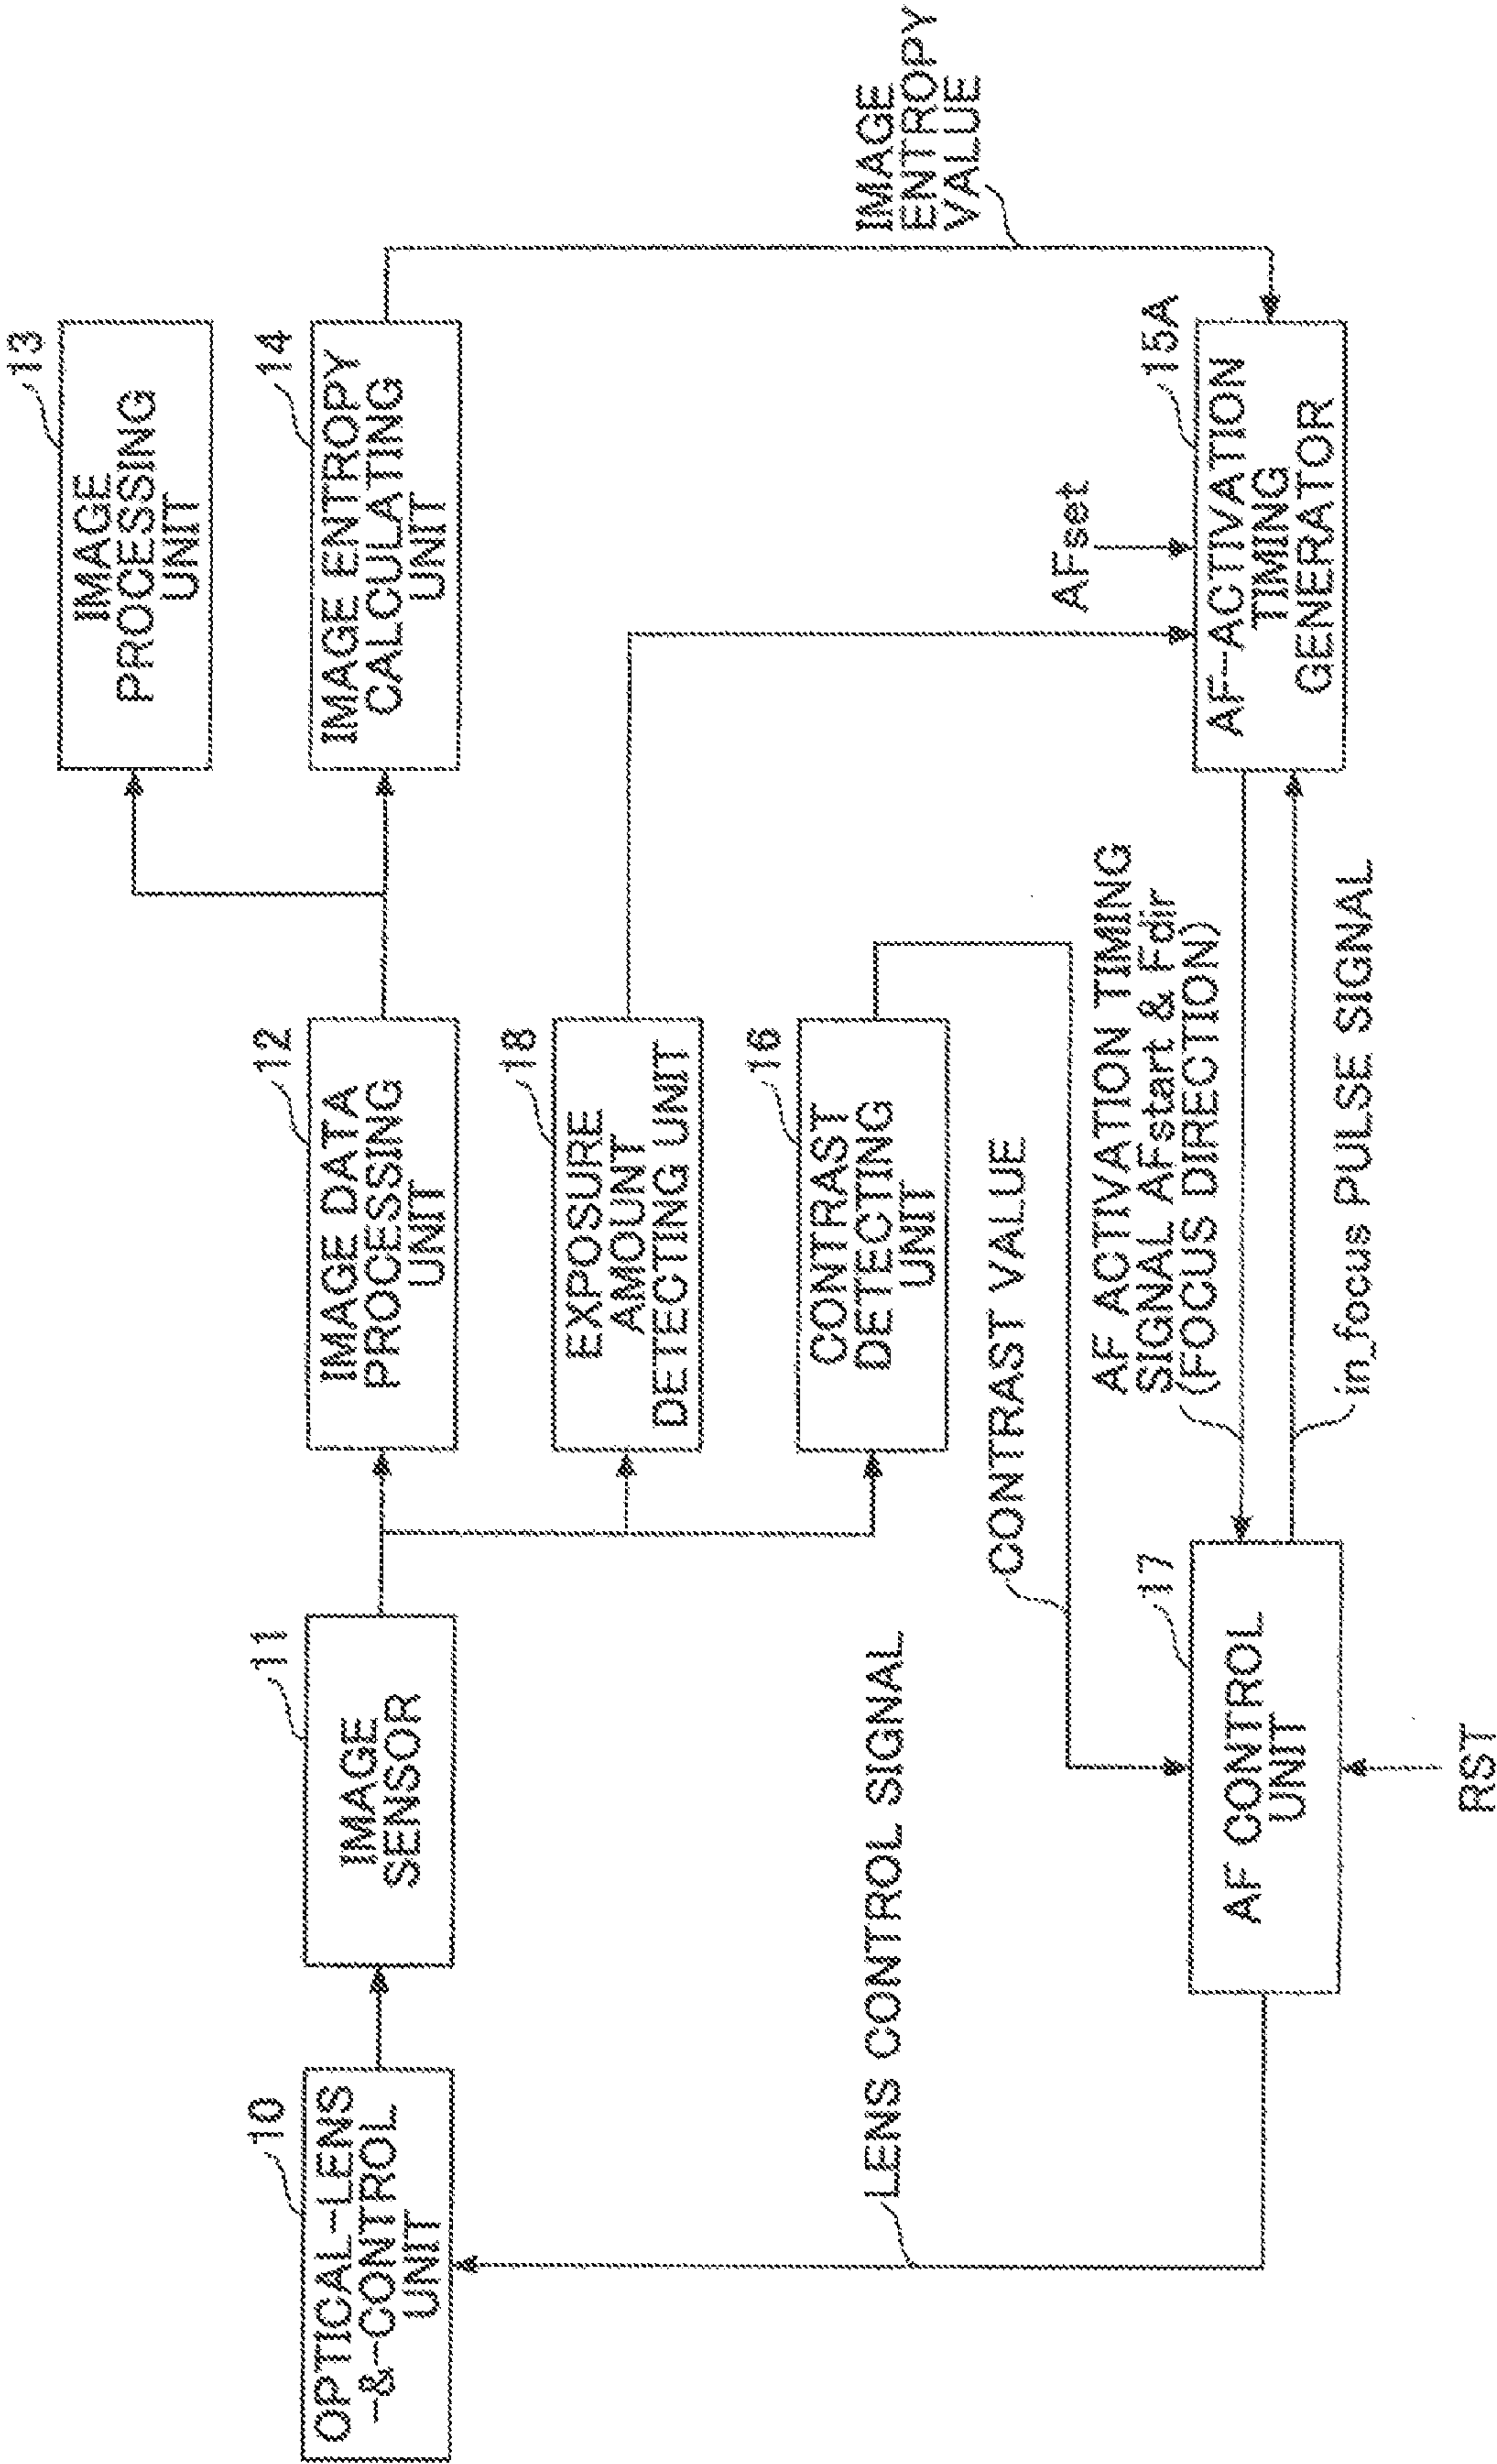 13
IMAGE
PROCESSING
UNIT
14
IMAGE ENTROPY
CALCULATING
UNIT
IMAGE
ENTROPY
VALUE
12
IMAGE DATA
PROCESSING
UNIT
18
EXPOSURE
AMOUNT
DETECTING UNIT
16
CONTRAST
DETECTING
UNIT
11
IMAGE
SENSOR
10
OPTICAL-LENS
-&-CONTROL
UNIT
AFset
15A
AF-ACTIVATION
TIMING
GENERATOR
CONTRAST VALUE
AF ACTIVATION TIMING
SIGNAL AFstart & Fdir
(FOCUS DIRECTION)
in_focus PULSE SIGNAL
LENS CONTROL SIGNAL
17
AF CONTROL
UNIT
RST